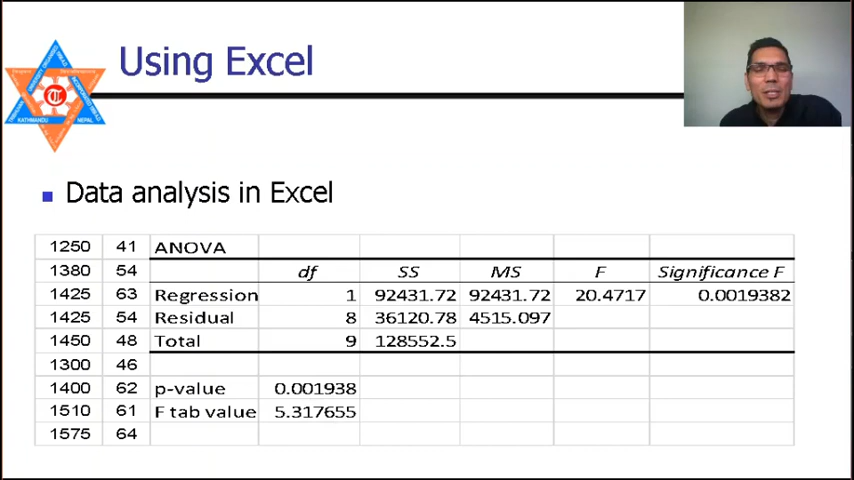 Using Excel
KATHMANDU NEPAL
Data analysis in Excel
1250 41 ANOVA
1380 54 df SS MS F Significance F
1425 63 Regression 1 92431.72 92431.72 20.4717 0.0019382
1425 54 Residual 8 36120.78 4515.097
1450 48 Total 9 128552.5
1300 46
1400 62 p-value 0.001938
1510 61 F tab value 5.317655
1575 64